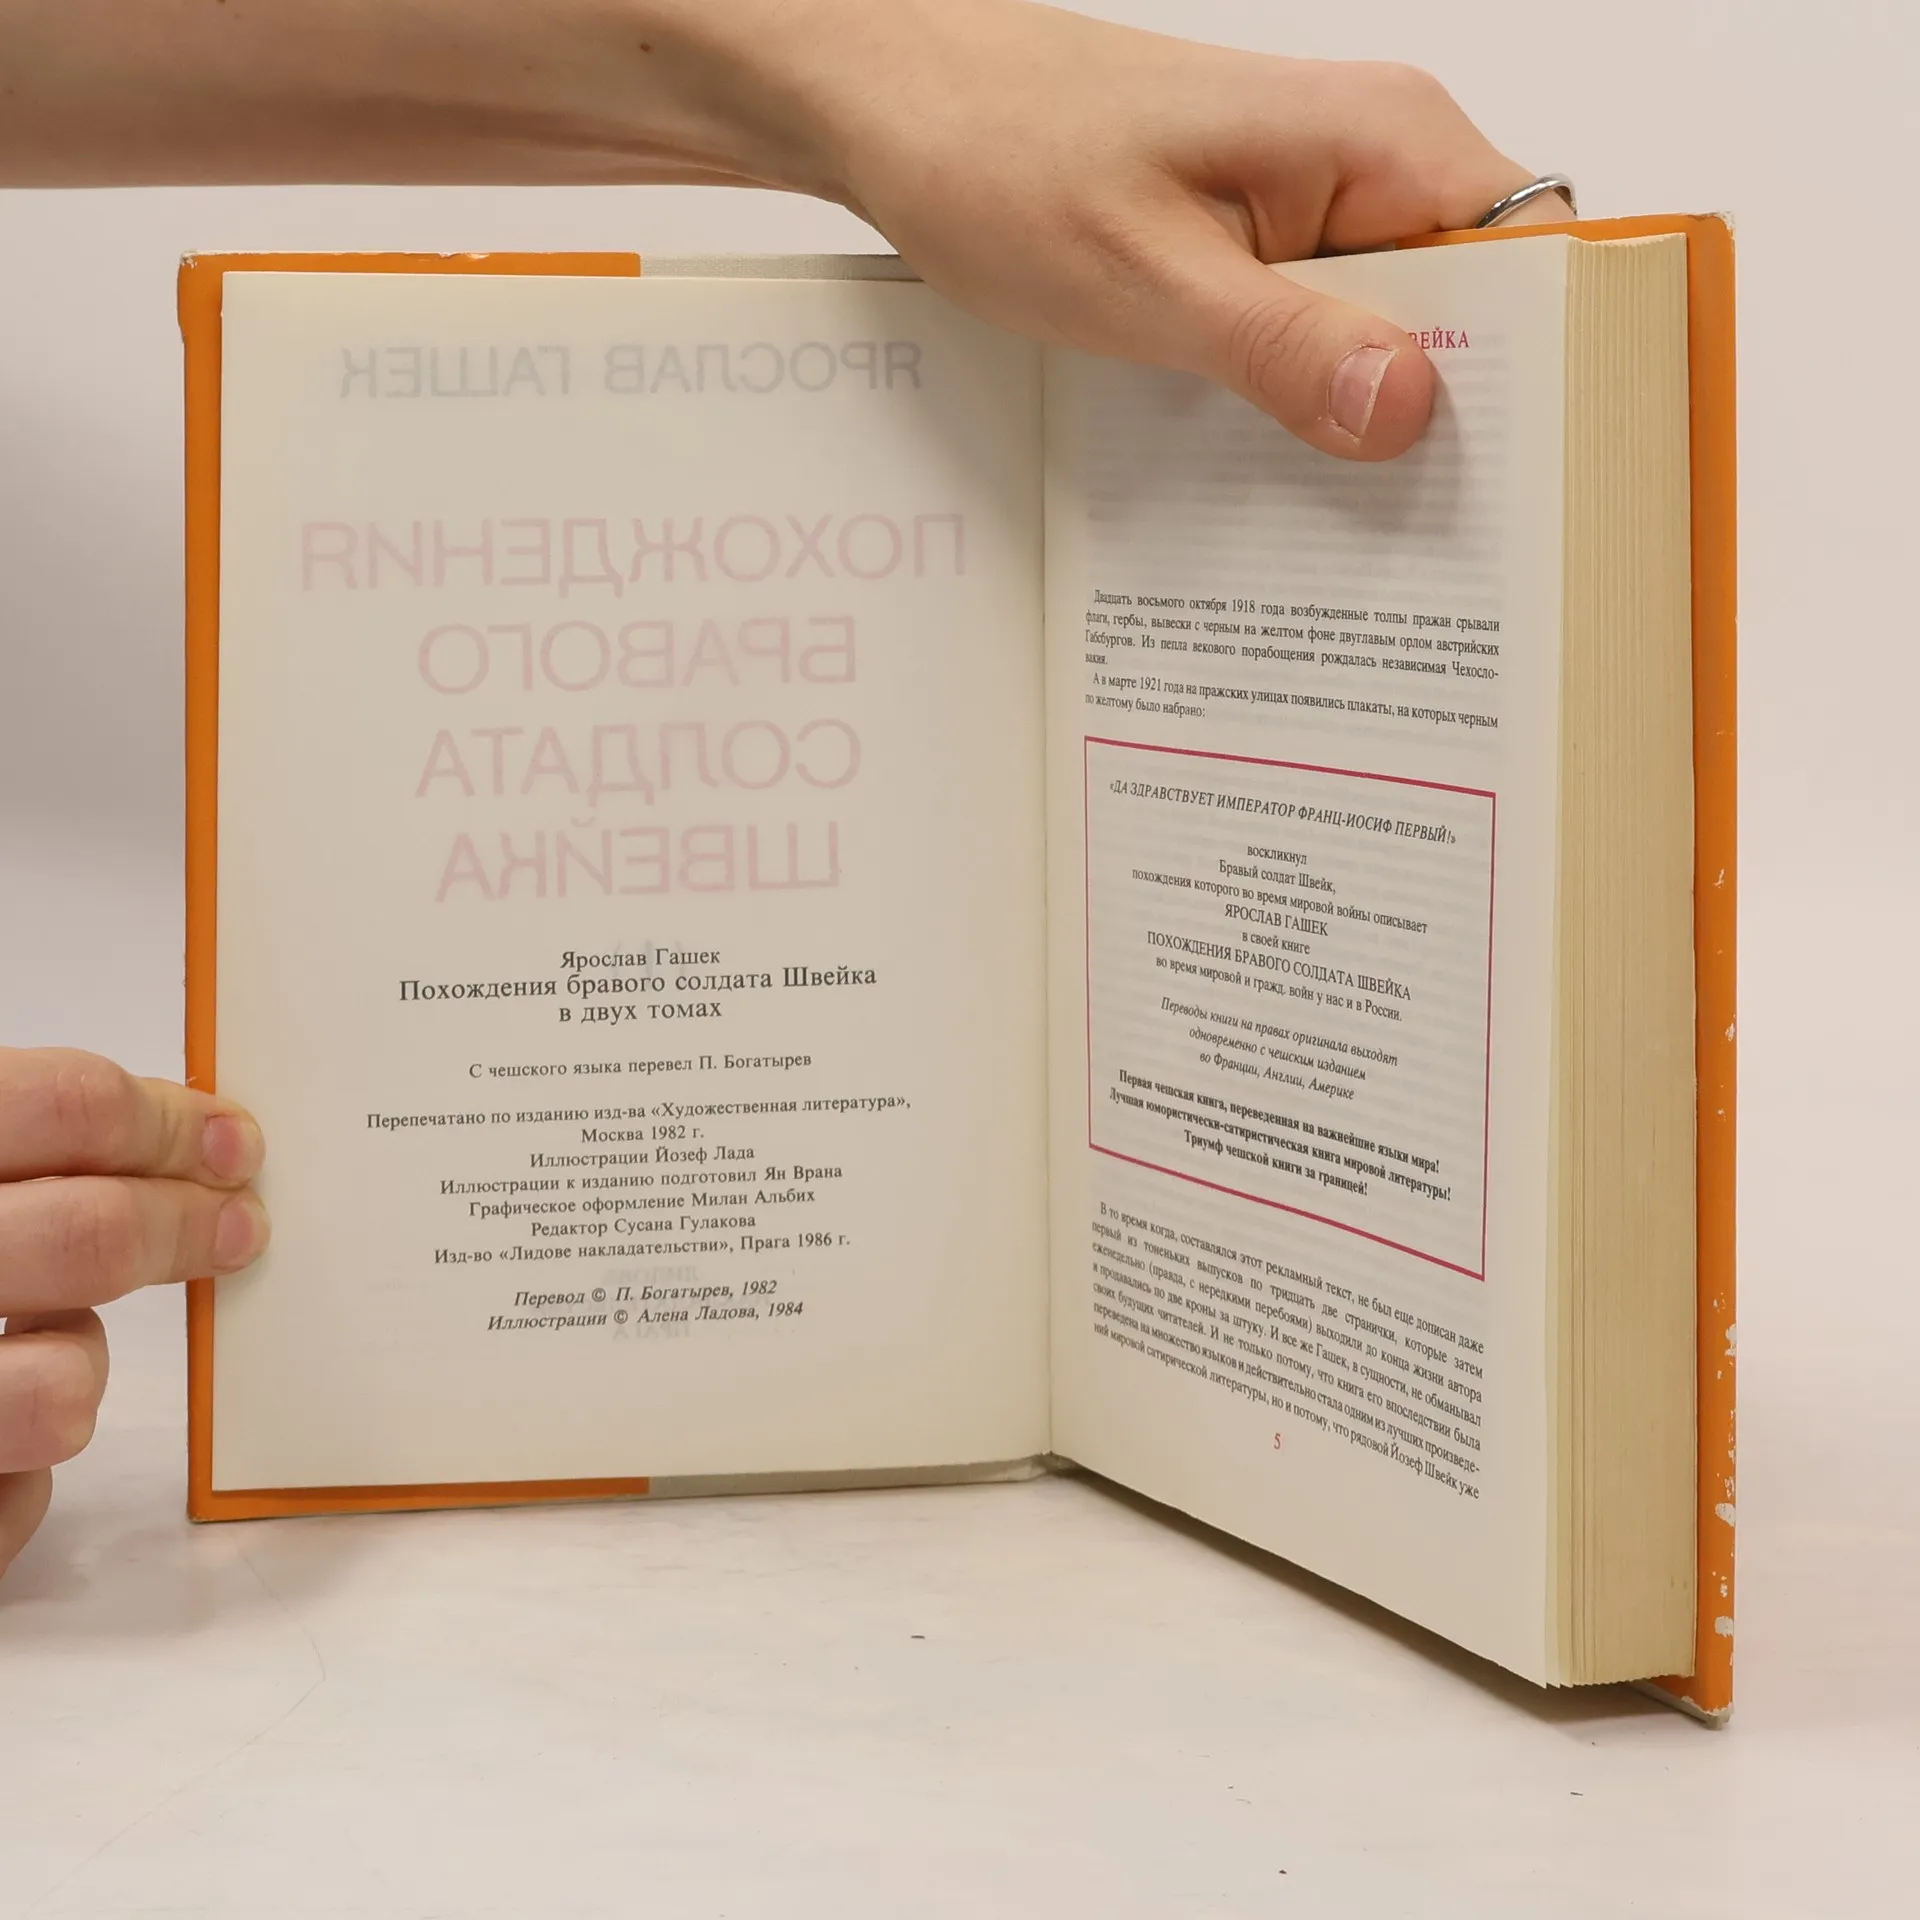 ЯРОСЛАВ ГАШЕК
ПОХОЖДЕНИЯ
БРАВОГО
СОЛДАТА
ШВЕЙКА
Ярослав Гашек
Похождения бравого солдата Швейка
в двух томах
С чешского языка перевел П. Богатырев
Перепечатано по изданию изд-ва «Художественная литература»,
Москва 1982 г.
Иллюстрации Йозеф Лада
Иллюстрации к изданию подготовил Ян Врана
Графическое оформление Милан Альбих
Редактор Сусана Гулакова
Изд-во «Лидове накладательстви», Прага 1986 г.
Перевод © П. Богатырев, 1982
Иллюстрации © Алена Ладова, 1984
ВЕЙКА
Двадцать восьмого октября 1918 года возбужденные толпы пражан срывали
флаги, гербы, вывески с черным на желтом фоне двуглавым орлом австрийских
Габсбургов. Из пепла векового порабощения рождалась независимая Чехосло-
вакия.
А в марте 1921 года на пражских улицах появились плакаты, на которых черным
по желтому было набрано:
«ДА ЗДРАВСТВУЕТ ИМПЕРАТОР ФРАНЦ-ИОСИФ ПЕРВЫЙ!»
воскликнул
Бравый солдат Швейк,
похождения которого во время мировой войны описывает
ЯРОСЛАВ ГАШЕК
в своей книге
ПОХОЖДЕНИЯ БРАВОГО СОЛДАТА ШВЕЙКА
во время мировой и гражд. войн у нас и в России.
Переводы книги на правах оригинала выходят
одновременно с чешским изданием
во Франции, Англии, Америке
Первая чешская книга, переведенная на важнейшие языки мира!
Лучшая юмористически-сатиристическая книга мировой литературы!
Триумф чешской книги за границей!
В то время когда, составлялся этот рекламный текст, не был еще дописан даже
первый из тоненьких выпусков по тридцать две странички, которые затем
еженедельно (правда, с нередкими перебоями) выходили до конца жизни автора
и продавались по две кроны за штуку. И все же Гашек, в сущности, не обманывал
своих будущих читателей. И не только потому, что книга его впоследствии была
переведена на множество языков и действительно стала одним из лучших произведе-
ний мировой сатирической литературы, но и потому, что рядовой Йозеф Швейк уже
5